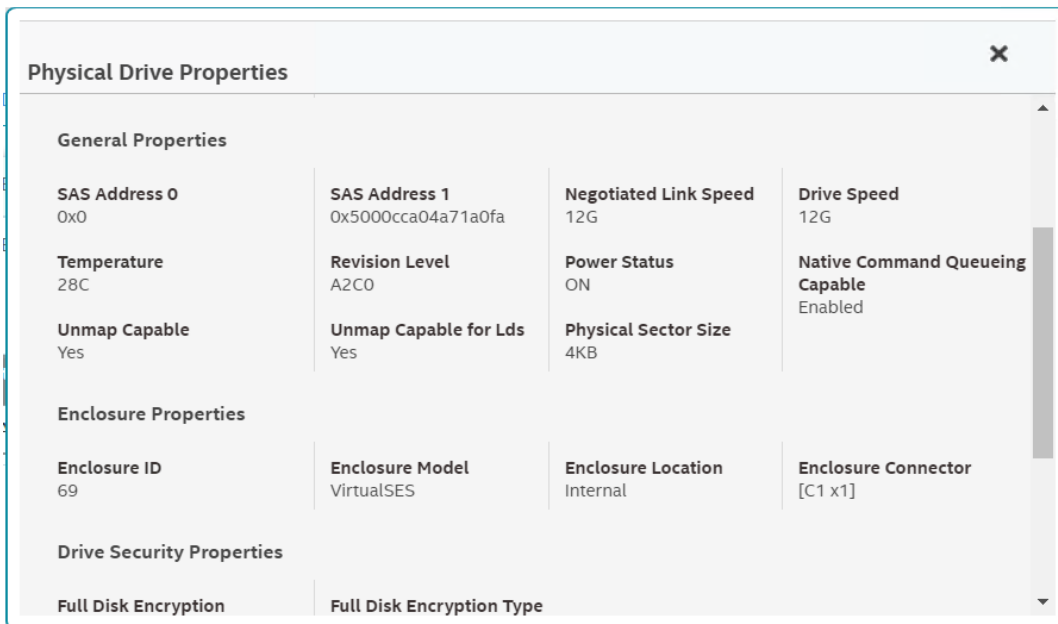 Physical Drive Properties
General Properties
SAS Address 0
0x0
SAS Address 1
0x5000cca04a71a0fa
Negotiated Link Speed
12G
Drive Speed
12G
Temperature
28C
Revision Level
A2C0
Power Status
ON
Native Command Queueing
Capable
Enabled
Unmap Capable
Yes
Unmap Capable for Lds
Yes
Physical Sector Size
4KB
Enclosure Properties
Enclosure ID
69
Enclosure Model
VirtualSES
Enclosure Location
Internal
Enclosure Connector
[C1 x1]
Drive Security Properties
Full Disk Encryption
Full Disk Encryption Type